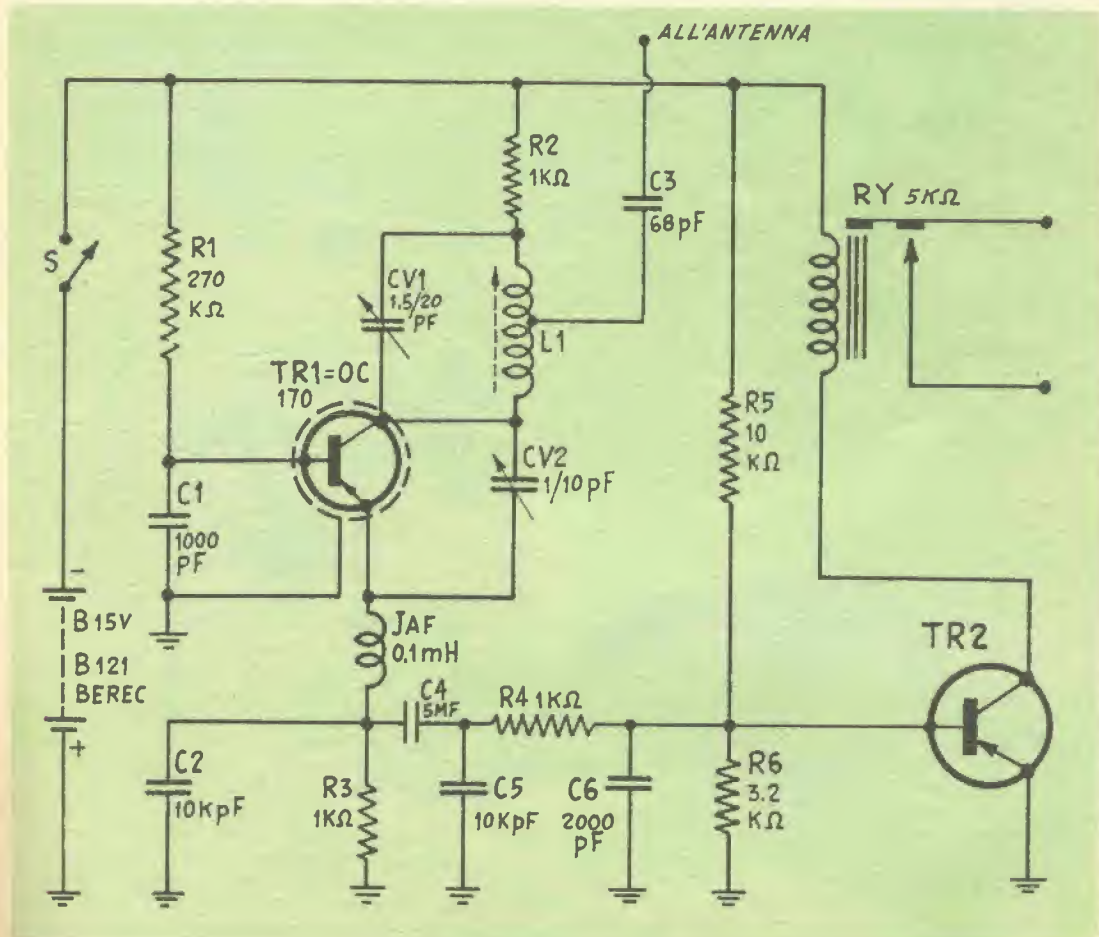 ALL'ANTENNA
R2
1KΩ
C3
68pF
RY 5KΩ
S
R1
270
KΩ
CV1
1.5/20
PF
L1
TR1=OC
170
R5
10
KΩ
CV2
1/10pF
C1
1000
PF
-
B15V
B121
BEREC
+
JAF
0.1mH
TR2
C4
5MF
R4 1KΩ
C2
10KpF
R3
1KΩ
C5
10KpF
C6
2000
pF
R6
3.2
KΩ